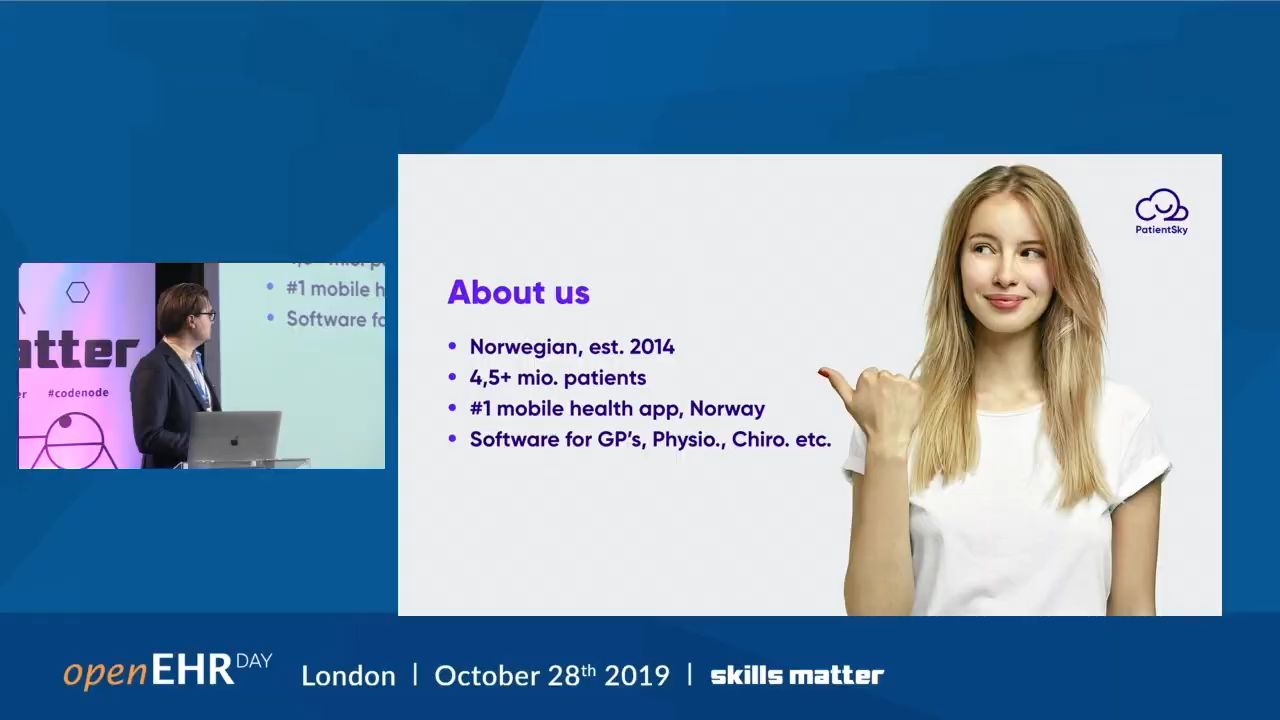 #1 mobile h
Software fo
atter
#codenode
PatientSky
About us
• Norwegian, est. 2014
• 4,5+ mio. patients
• #1 mobile health app, Norway
• Software for GP's, Physio., Chiro. etc.
openEHR DAY London | October 28th 2019 | skills matter